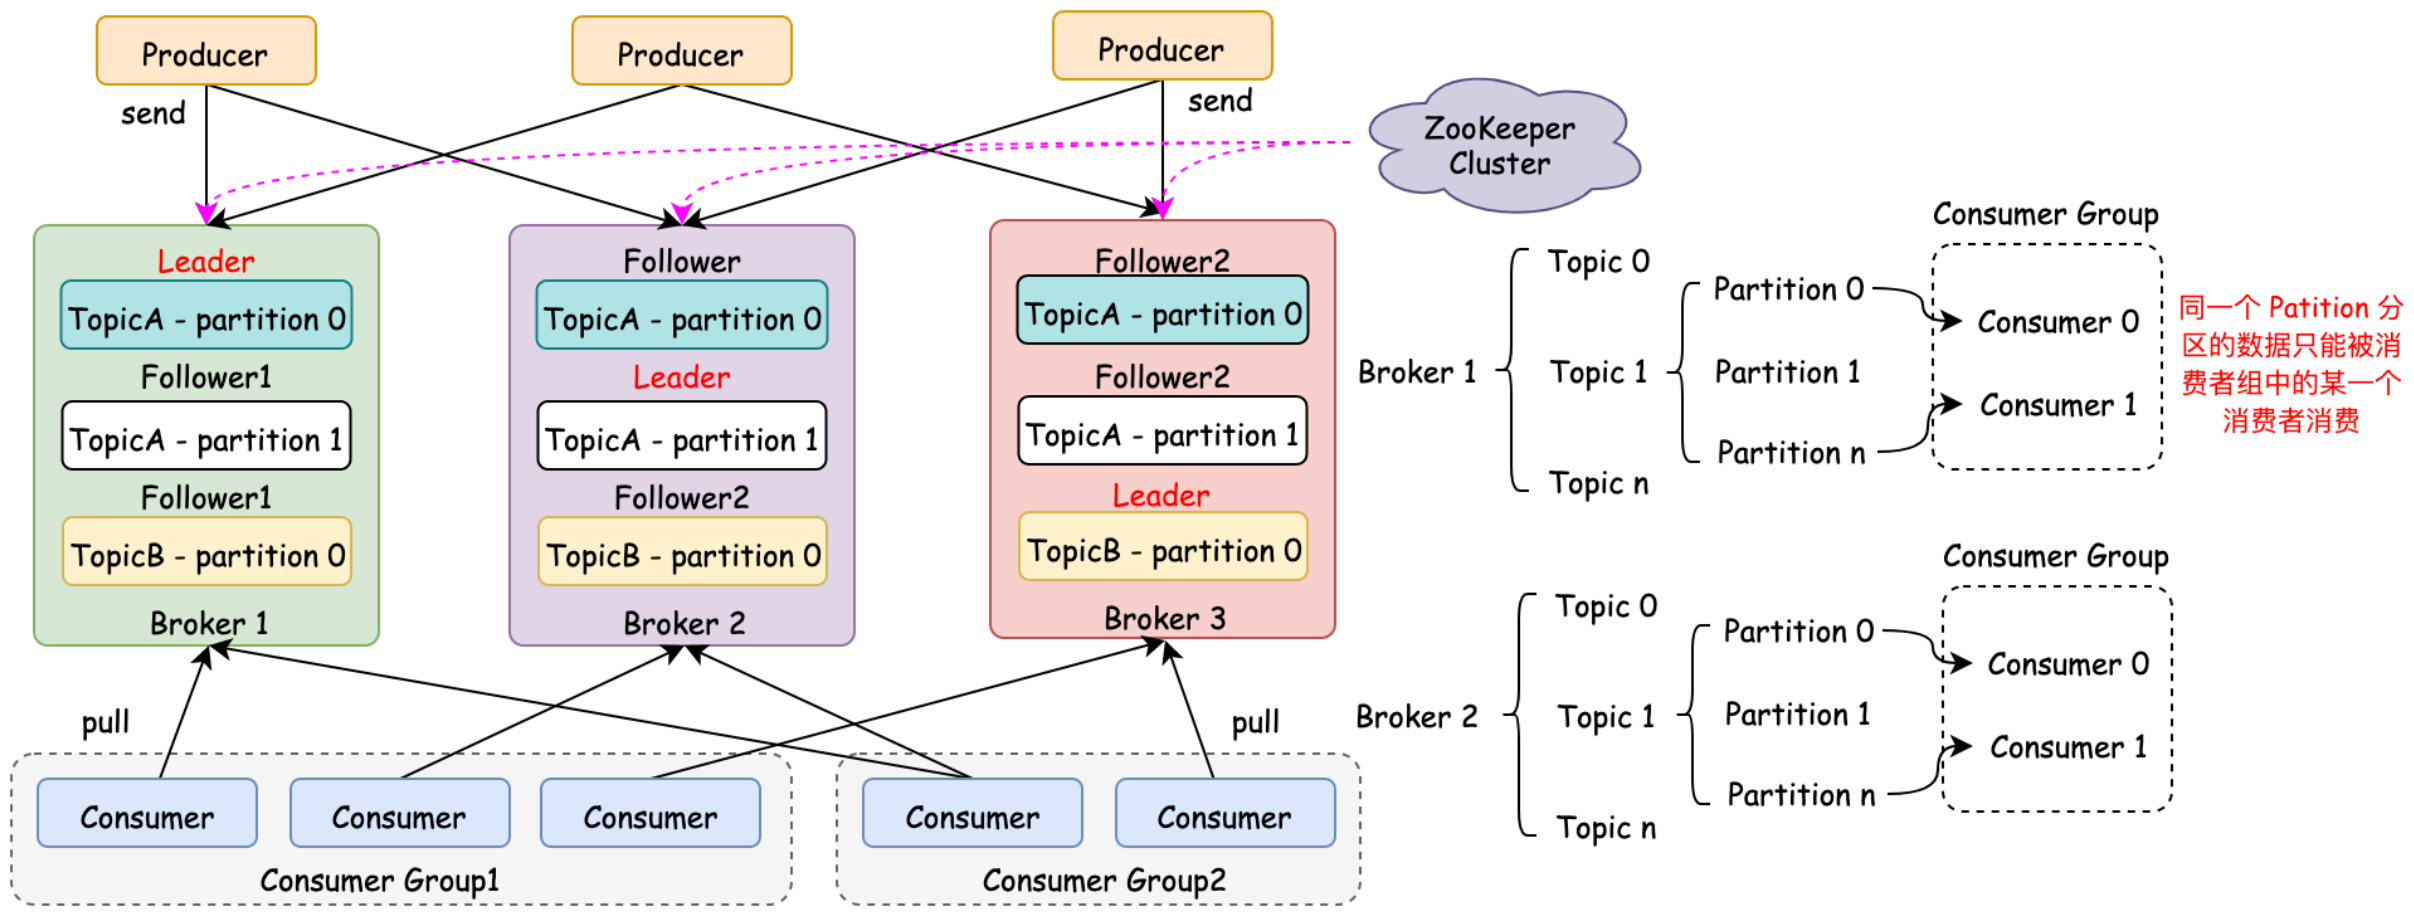 Producer
Producer
Producer
send
send
ZooKeeper
Cluster
Leader
TopicA - partition 0
Follower1
TopicA - partition 1
Follower1
TopicB - partition 0
Broker 1
Follower
TopicA - partition 0
Leader
TopicA - partition 1
Follower2
TopicB - partition 0
Broker 2
Follower2
TopicA - partition 0
Follower2
TopicA - partition 1
Leader
TopicB - partition 0
Broker 3
pull
pull
Consumer
Consumer
Consumer
Consumer Group1
Consumer
Consumer
Consumer Group2
Broker 1
Topic 0
Topic 1
Topic n
Partition 0
Partition 1
Partition n
Consumer Group
Consumer 0
Consumer 1
同一个 Patition 分
区的数据只能被消
费者组中的某一个
消费者消费
Broker 2
Topic 0
Topic 1
Topic n
Partition 0
Partition 1
Partition n
Consumer Group
Consumer 0
Consumer 1